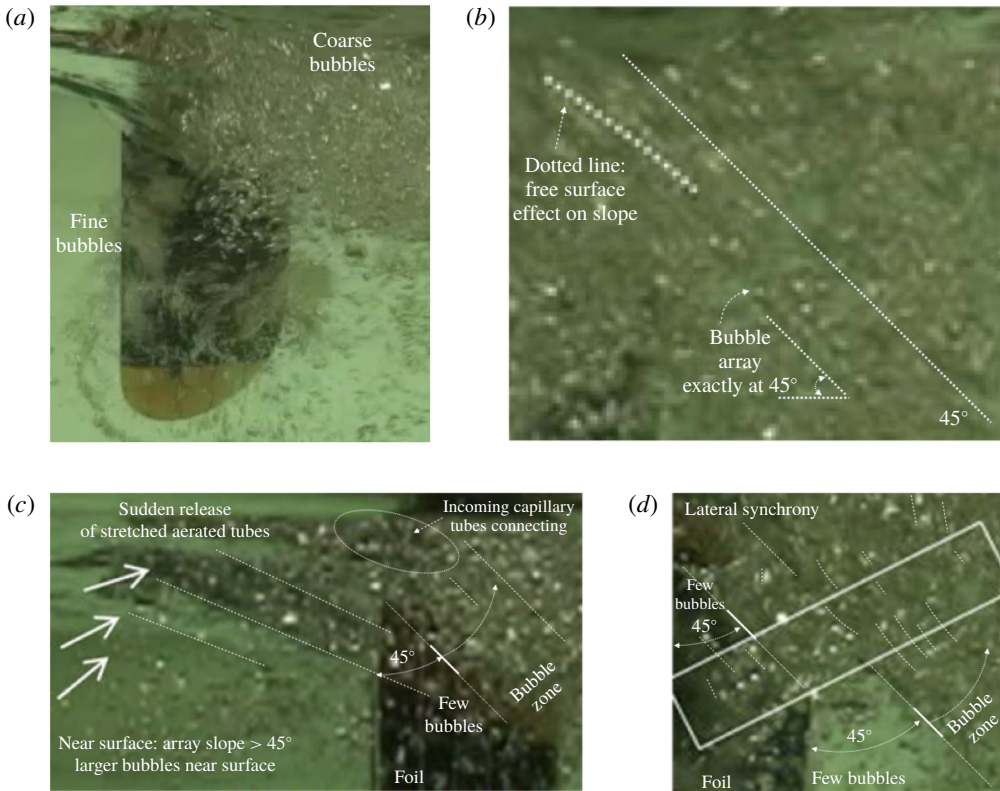 (a)
Coarse
bubbles
Fine
bubbles
(b)
Dotted line:
free surface
effect on slope
Bubble
array
exactly at 45°
45°
(c)
Sudden release
of stretched aerated tubes
Incoming capillary
tubes connecting
45°
Bubble
zone
Few
bubbles
Near surface: array slope > 45°
larger bubbles near surface
Foil
(d)
Lateral synchrony
Few
bubbles
45°
Bubble
zone
45°
Foil
Few bubbles